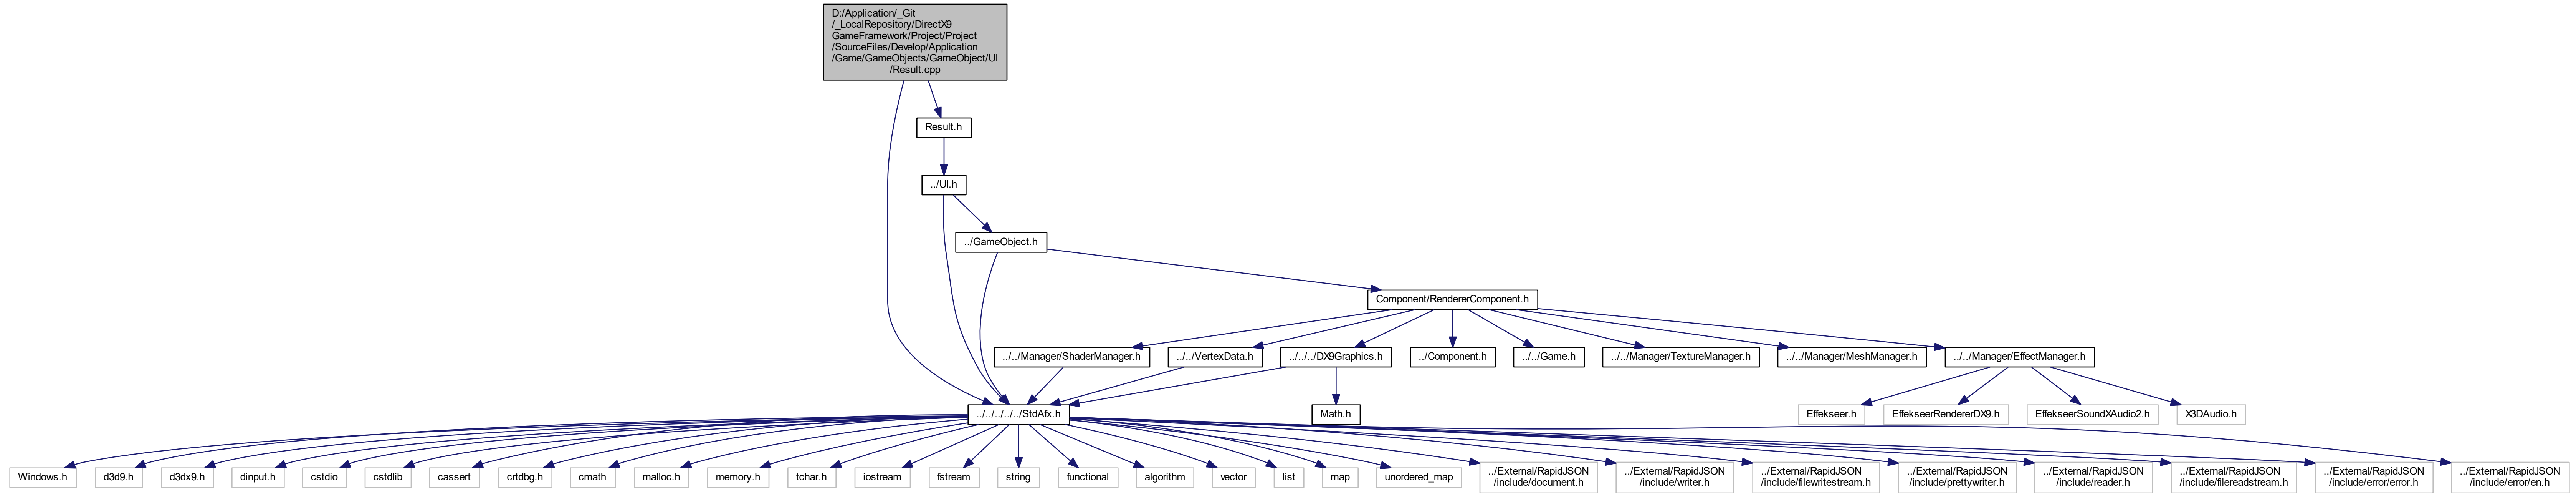 D:/Application/_Git
/_LocalRepository/DirectX9
GameFramework/Project/Project
/SourceFiles/Develop/Application
/Game/GameObjects/GameObject/UI
/Result.cpp
Result.h
../UI.h
../GameObject.h
Component/RendererComponent.h
../../Manager/ShaderManager.h
../../VertexData.h
../../../DX9Graphics.h
../Component.h
../../Game.h
../../Manager/TextureManager.h
../../Manager/MeshManager.h
../../Manager/EffectManager.h
../../../../../StdAfx.h
Math.h
Effekseer.h
EffekseerRendererDX9.h
EffekseerSoundXAudio2.h
X3DAudio.h
Windows.h
d3d9.h
d3dx9.h
dinput.h
cstdio
cstdlib
cassert
crtdbg.h
cmath
malloc.h
memory.h
tchar.h
iostream
fstream
string
functional
algorithm
vector
list
map
unordered_map
../External/RapidJSON
/include/document.h
../External/RapidJSON
/include/writer.h
../External/RapidJSON
/include/filewritestream.h
../External/RapidJSON
/include/prettywriter.h
../External/RapidJSON
/include/reader.h
../External/RapidJSON
/include/filereadstream.h
../External/RapidJSON
/include/error/error.h
../External/RapidJSON
/include/error/en.h